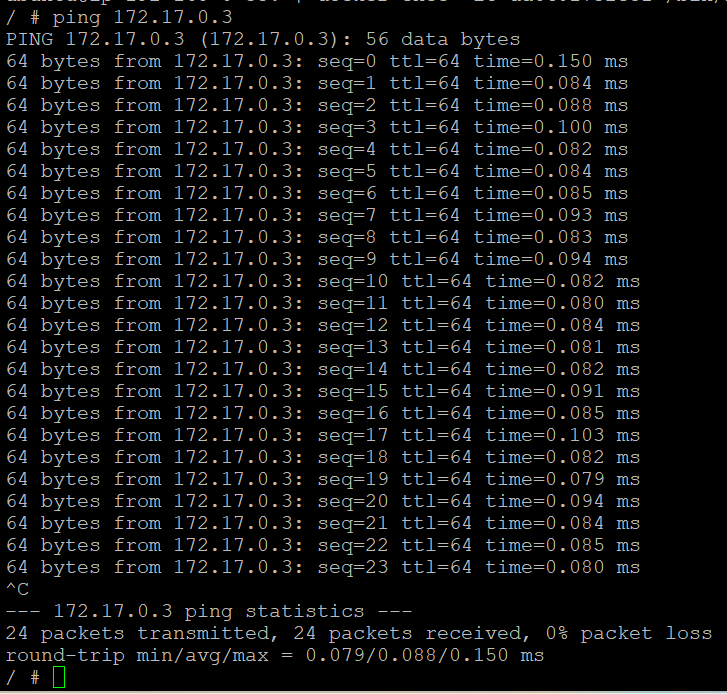 / # ping 172.17.0.3
PING 172.17.0.3 (172.17.0.3): 56 data bytes
64 bytes from 172.17.0.3: seq=0 ttl=64 time=0.150 ms
64 bytes from 172.17.0.3: seq=1 ttl=64 time=0.084 ms
64 bytes from 172.17.0.3: seq=2 ttl=64 time=0.088 ms
64 bytes from 172.17.0.3: seq=3 ttl=64 time=0.100 ms
64 bytes from 172.17.0.3: seq=4 ttl=64 time=0.082 ms
64 bytes from 172.17.0.3: seq=5 ttl=64 time=0.084 ms
64 bytes from 172.17.0.3: seq=6 ttl=64 time=0.085 ms
64 bytes from 172.17.0.3: seq=7 ttl=64 time=0.093 ms
64 bytes from 172.17.0.3: seq=8 ttl=64 time=0.083 ms
64 bytes from 172.17.0.3: seq=9 ttl=64 time=0.094 ms
64 bytes from 172.17.0.3: seq=10 ttl=64 time=0.082 ms
64 bytes from 172.17.0.3: seq=11 ttl=64 time=0.080 ms
64 bytes from 172.17.0.3: seq=12 ttl=64 time=0.084 ms
64 bytes from 172.17.0.3: seq=13 ttl=64 time=0.081 ms
64 bytes from 172.17.0.3: seq=14 ttl=64 time=0.082 ms
64 bytes from 172.17.0.3: seq=15 ttl=64 time=0.091 ms
64 bytes from 172.17.0.3: seq=16 ttl=64 time=0.085 ms
64 bytes from 172.17.0.3: seq=17 ttl=64 time=0.103 ms
64 bytes from 172.17.0.3: seq=18 ttl=64 time=0.082 ms
64 bytes from 172.17.0.3: seq=19 ttl=64 time=0.079 ms
64 bytes from 172.17.0.3: seq=20 ttl=64 time=0.094 ms
64 bytes from 172.17.0.3: seq=21 ttl=64 time=0.084 ms
64 bytes from 172.17.0.3: seq=22 ttl=64 time=0.085 ms
64 bytes from 172.17.0.3: seq=23 ttl=64 time=0.080 ms
^C
--- 172.17.0.3 ping statistics ---
24 packets transmitted, 24 packets received, 0% packet loss
round-trip min/avg/max = 0.079/0.088/0.150 ms
/ #